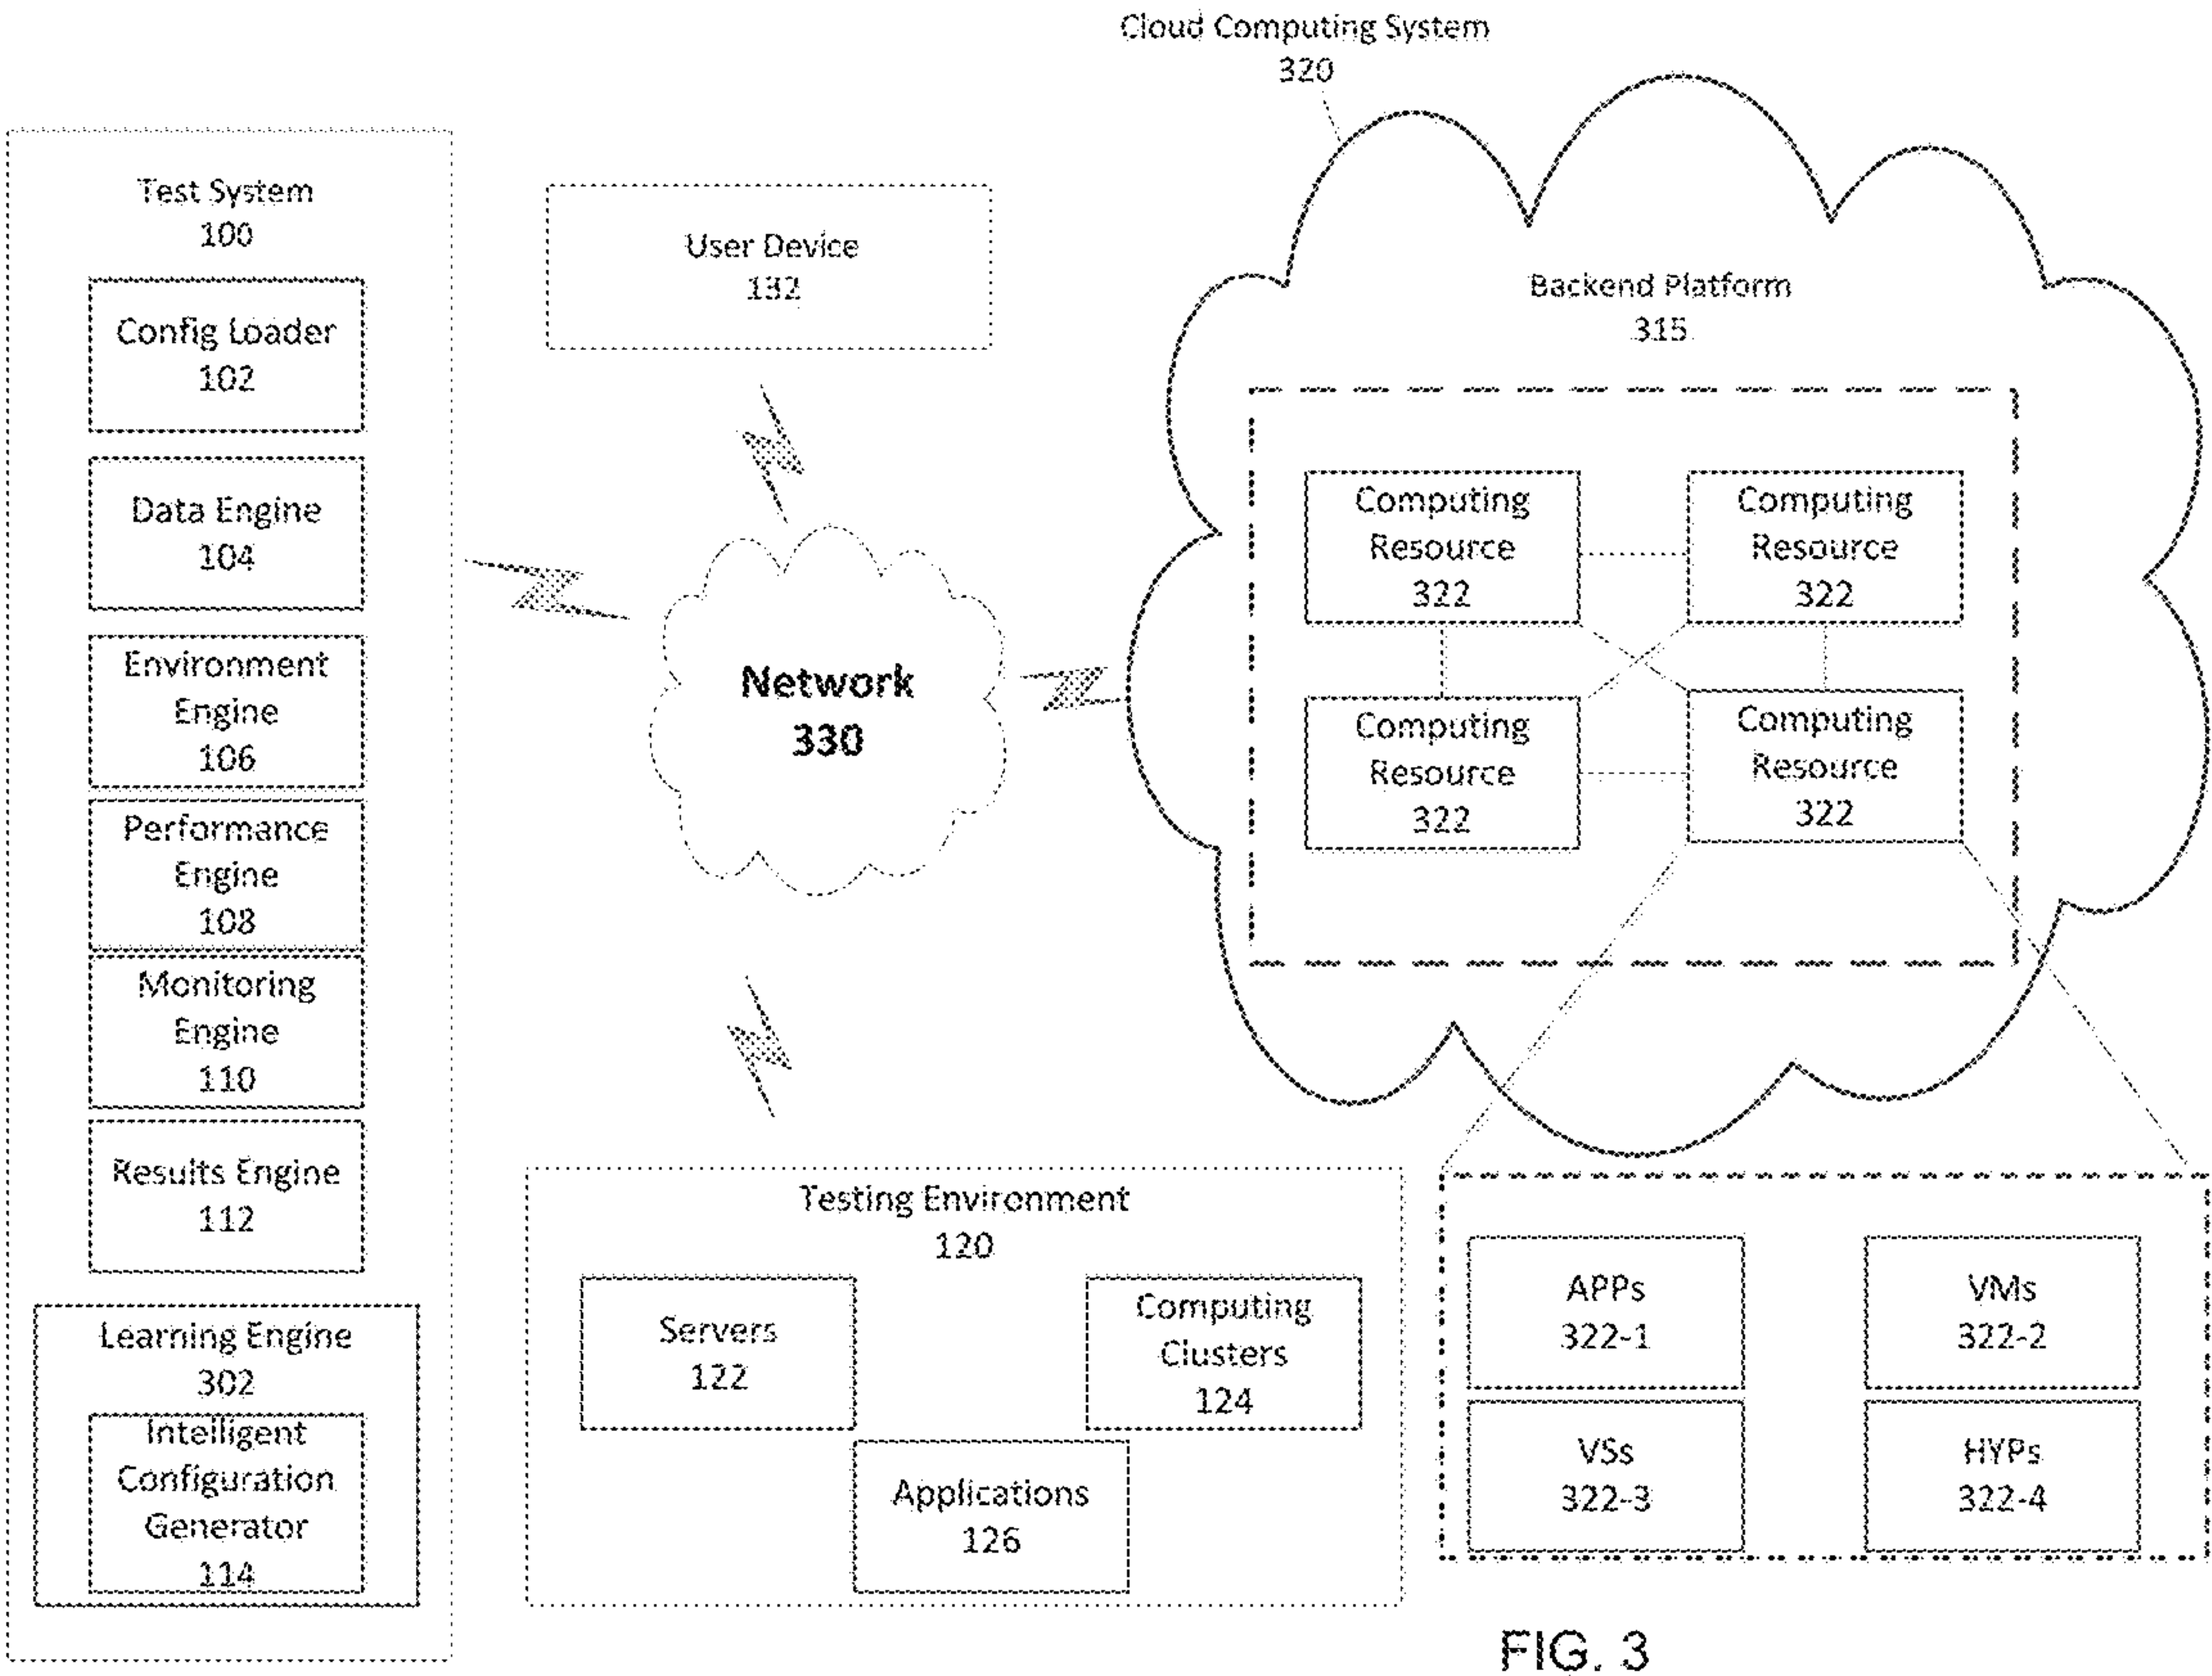 Cloud Computing System
320
Test System
100
Config Loader
102
Data Engine
104
Environment
Engine
106
Performance
Engine
108
Monitoring
Engine
110
Results Engine
112
Learning Engine
302
Intelligent
Configuration
Generator
114
User Device
132
Network
330
Backend Platform
315
Computing
Resource
322
Computing
Resource
322
Computing
Resource
322
Computing
Resource
322
Testing Environment
120
Servers
122
Computing
Clusters
124
Applications
126
APPs
322-1
VMs
322-2
VSs
322-3
HYPs
322-4
FIG. 3